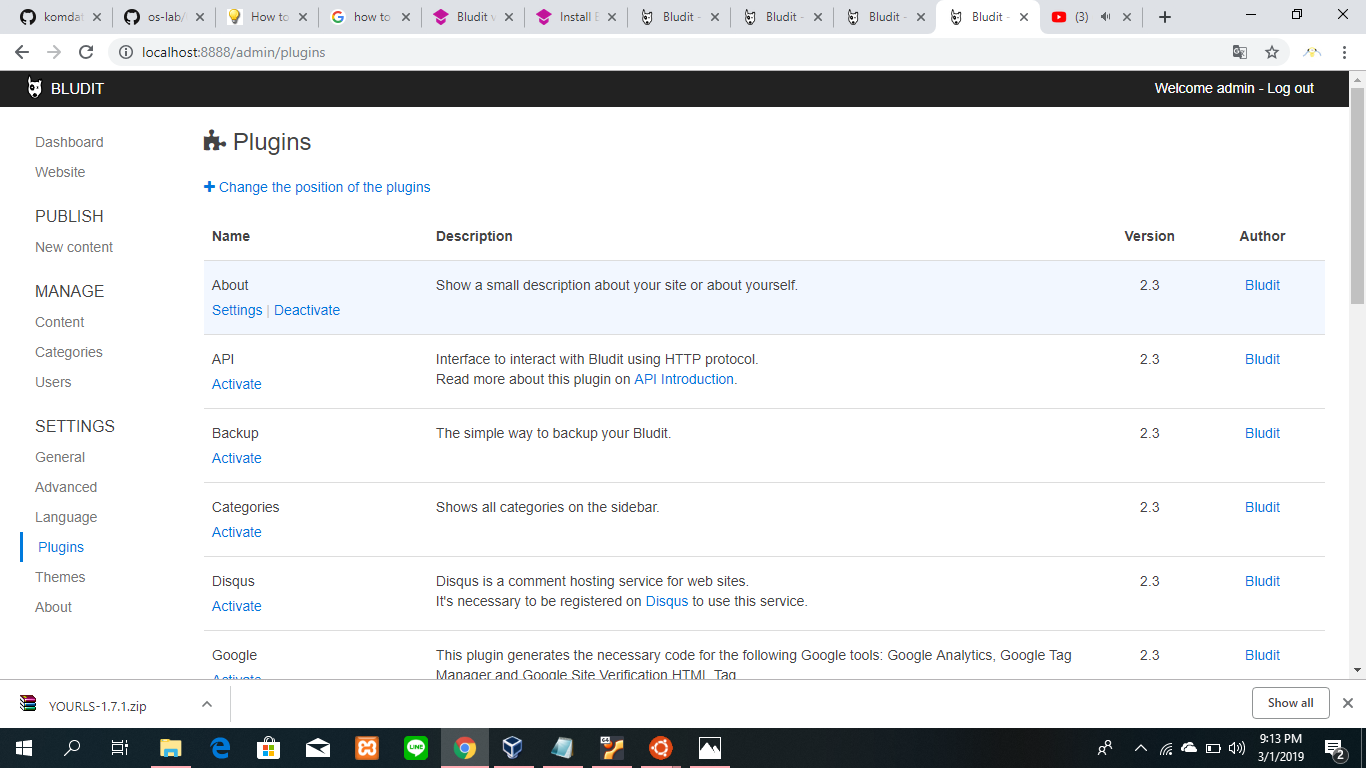 komdat
os-lab/
How to
how to
Bludit v
Install B
Bludit -
Bludit -
Bludit -
Bludit -
(3)
localhost:8888/admin/plugins
BLUDIT
Welcome admin - Log out
Dashboard
Website
PUBLISH
New content
MANAGE
Content
Categories
Users
SETTINGS
General
Advanced
Language
Plugins
Themes
About
Plugins
Change the position of the plugins
Name Description Version Author
About Show a small description about your site or about yourself. 2.3 Bludit
Settings | Deactivate
API Interface to interact with Bludit using HTTP protocol. 2.3 Bludit
Read more about this plugin on API Introduction.
Activate
Backup The simple way to backup your Bludit. 2.3 Bludit
Activate
Categories Shows all categories on the sidebar. 2.3 Bludit
Activate
Disqus Disqus is a comment hosting service for web sites. 2.3 Bludit
It's necessary to be registered on Disqus to use this service.
Activate
Google This plugin generates the necessary code for the following Google tools: Google Analytics, Google Tag 2.3 Bludit
Manager and Google Site Verification HTML Tag
Activate
YOURLS-1.7.1.zip
Show all
LINE
64
9:13 PM
3/1/2019
2